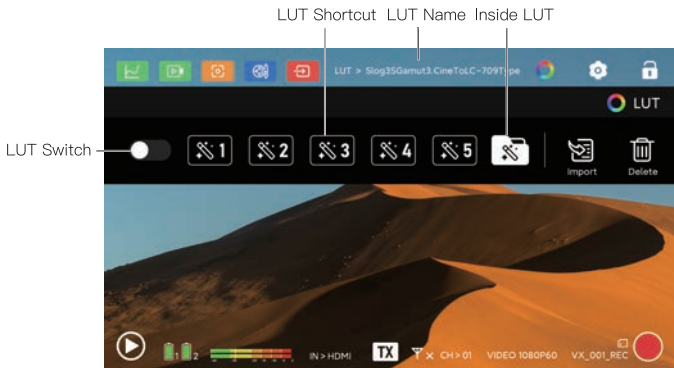 LUT Shortcut LUT Name Inside LUT
LUT > Slog3SGamut3.CineToLC-709Type
LUT
LUT Switch
1 2 3 4 5
Import Delete
1 2 IN>HDMI TX CH>01 VIDEO 1080P60 VX_001_REC